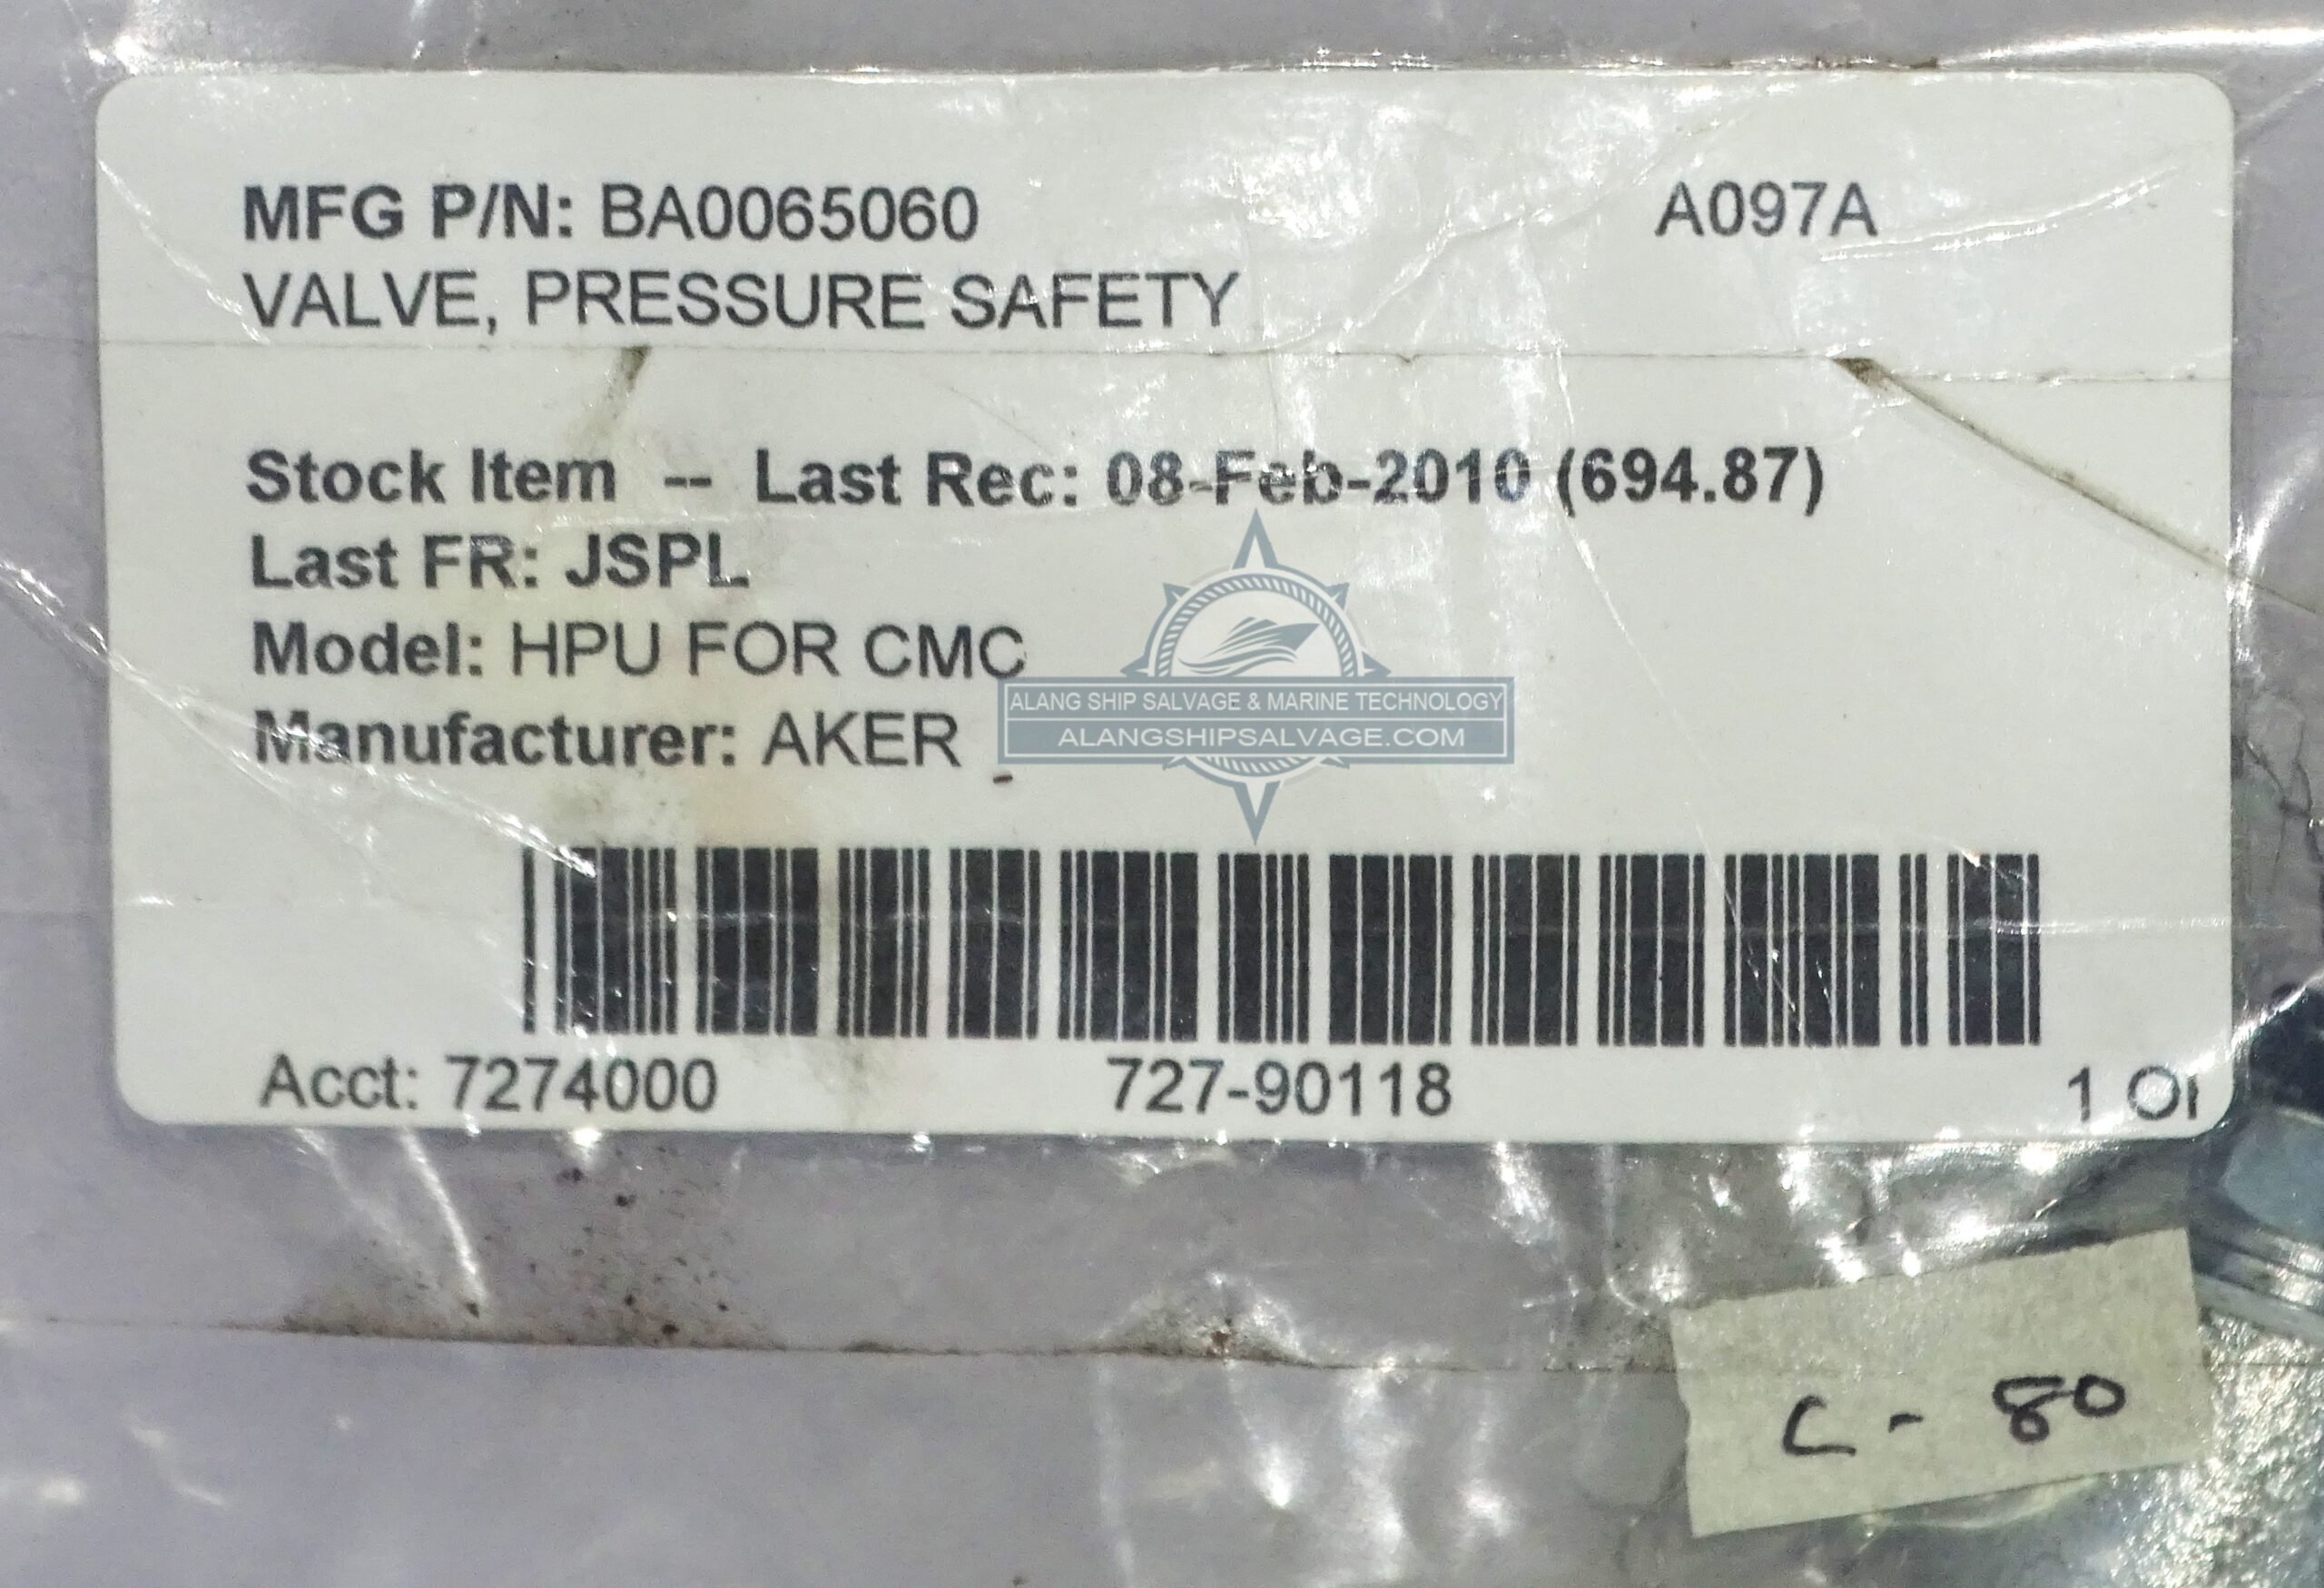 MFG P/N: BA0065060 A097A
VALVE, PRESSURE SAFETY
Stock Item -- Last Rec: 08-Feb-2010 (694.87)
Last FR: JSPL
Model: HPU FOR CMC
Manufacturer: AKER
ALANG SHIP SALVAGE & MARINE TECHNOLOGY
ALANGSHIPSALVAGE.COM
Acct: 7274000 727-90118 1
C - 80